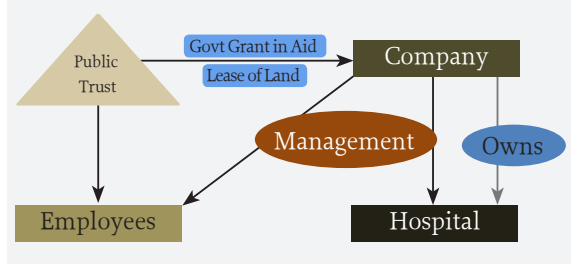 Public
Trust
Govt Grant in Aid
Lease of Land
Company
Management
Owns
Employees
Hospital